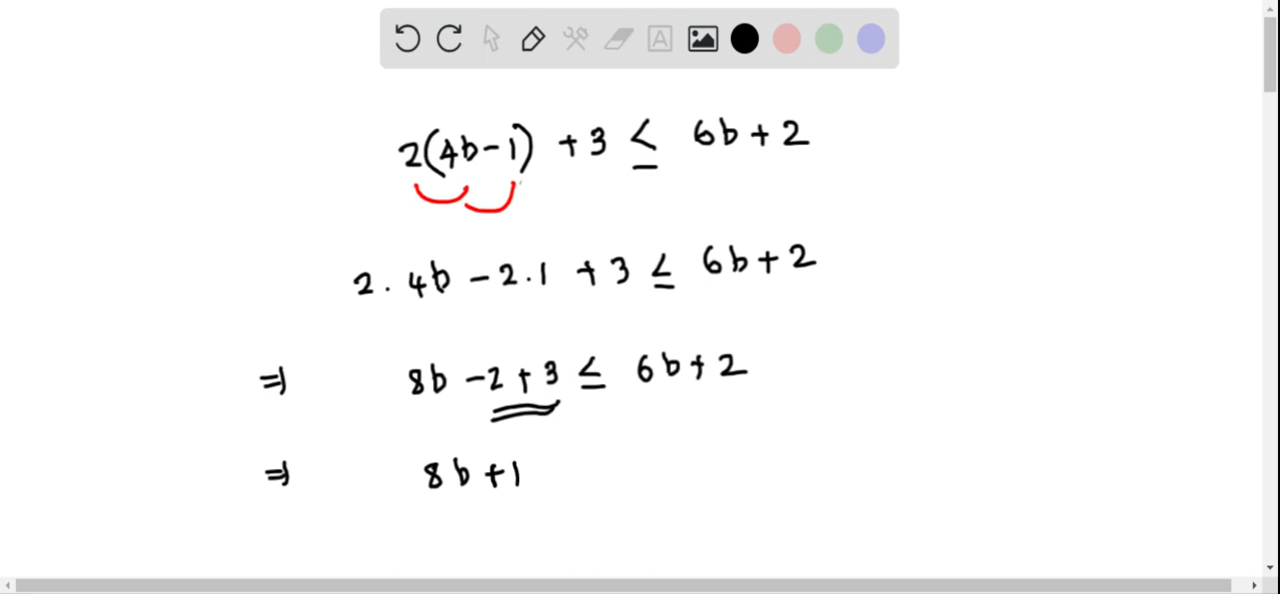 2(4b-1) + 3 ≤ 6b+2
2. 4b - 2.1 + 3 ≤ 6b+2
⇒ 8b -2 + 3 ≤ 6b+2
⇒ 8b+1